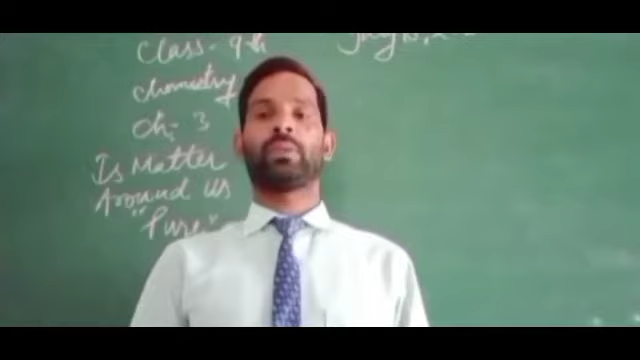 Class- 9th
Chemistry
Ch: 3
Is Matter
Around us
"Pure"